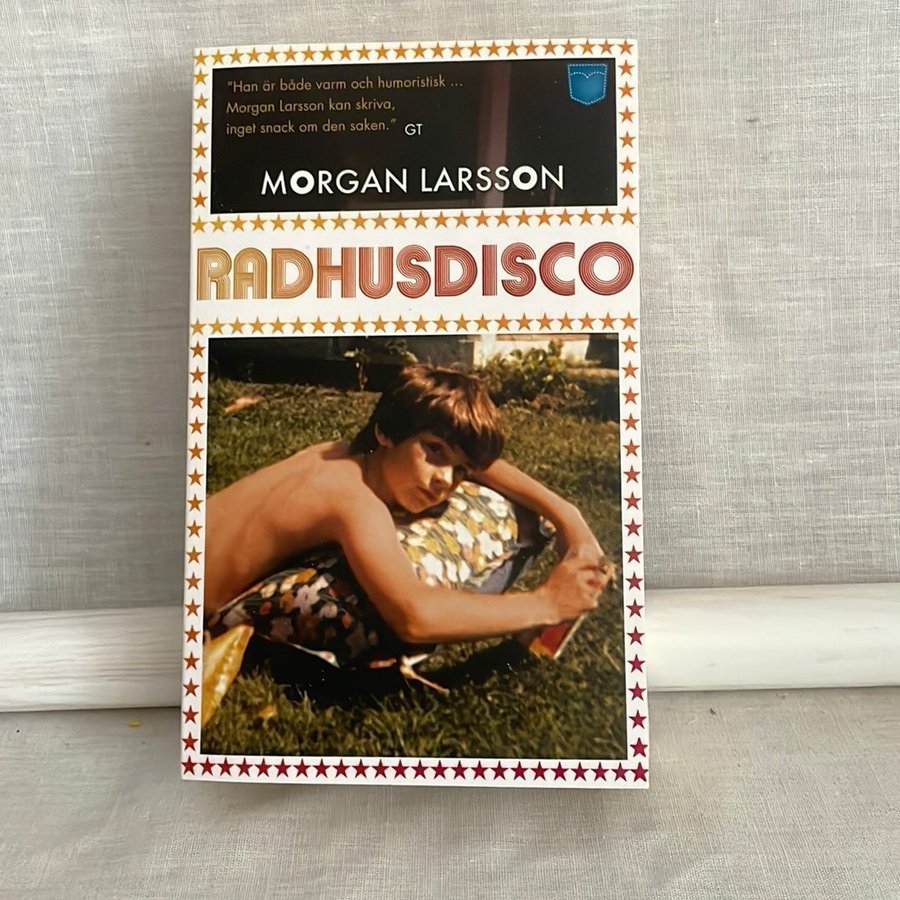 "Han är både varm och humoristisk ...
Morgan Larsson kan skriva,
inget snack om den saken." GT
MORGAN LARSSON
RADHUSDISCO